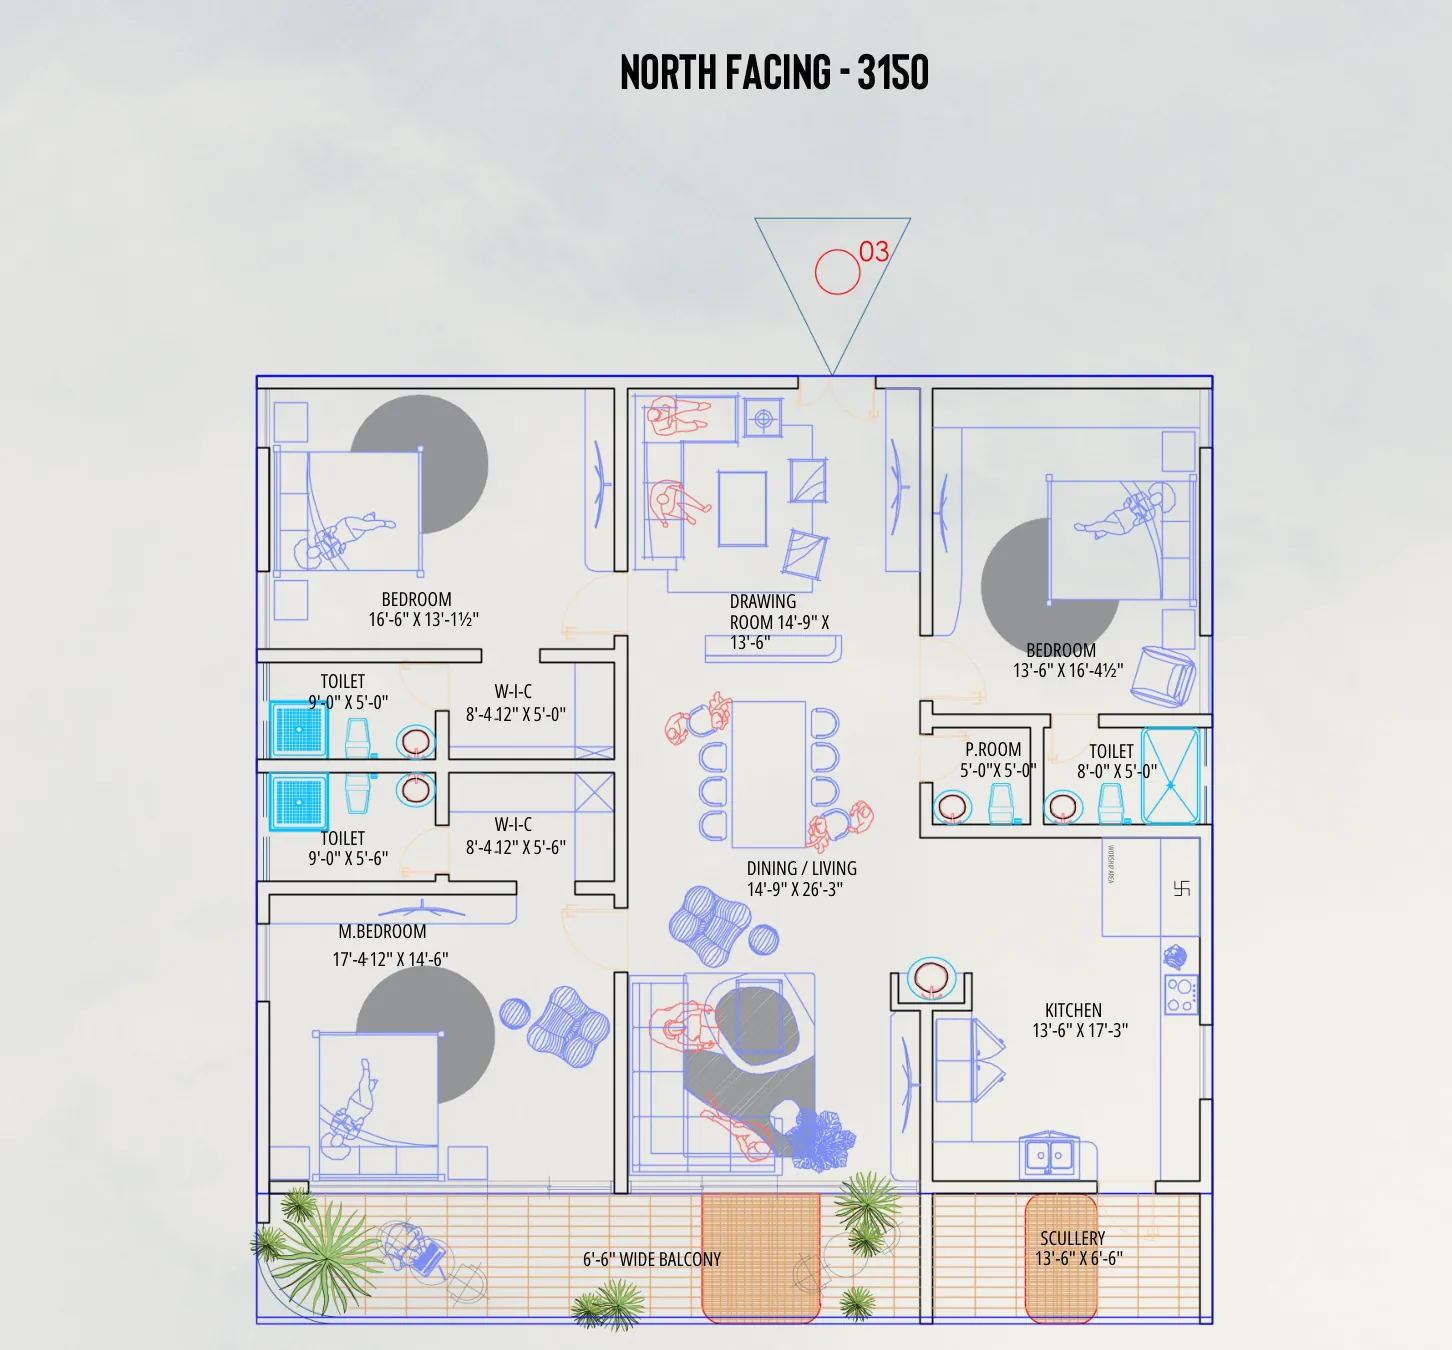 NORTH FACING - 3150
03
BEDROOM
16'-6" X 13'-1½"
DRAWING
ROOM 14'-9" X
13'-6"
BEDROOM
13'-6" X 16'-4½"
TOILET
9'-0" X 5'-0"
W-I-C
8'-4.12" X 5'-0"
P.ROOM
5'-0"X 5'-0"
TOILET
8'-0" X 5'-0"
TOILET
9'-0" X 5'-6"
W-I-C
8'-4.12" X 5'-6"
DINING / LIVING
14'-9" X 26'-3"
WORSHIP AREA
M.BEDROOM
17'-4.12" X 14'-6"
KITCHEN
13'-6" X 17'-3"
6'-6" WIDE BALCONY
SCULLERY
13'-6" X 6'-6"